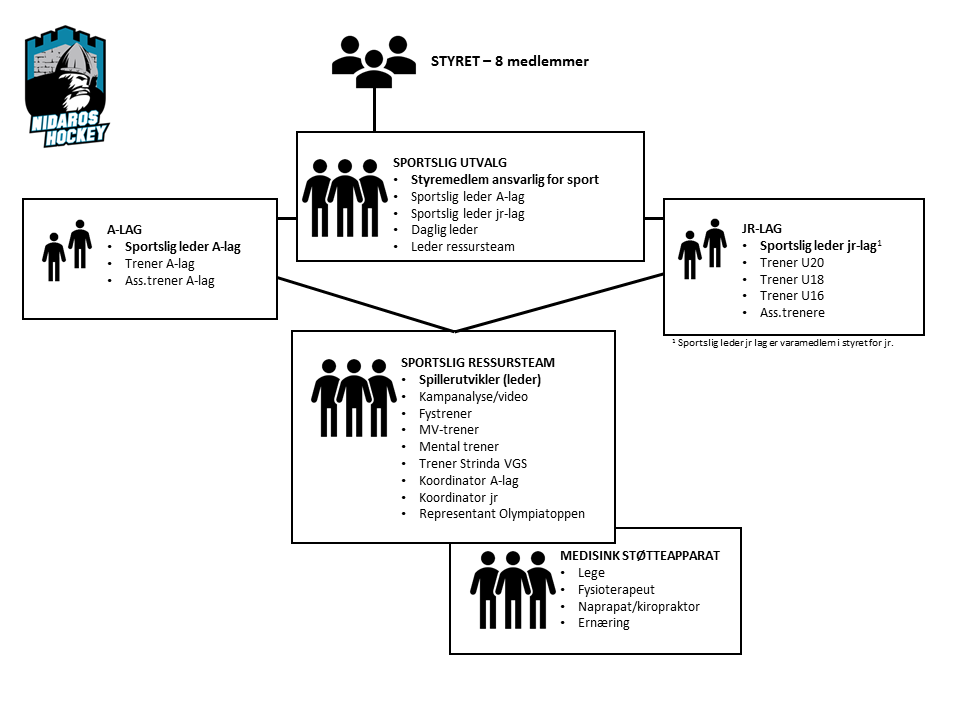 NIDAROS
HOCKEY
STYRET – 8 medlemmer
SPORTSLIG UTVALG
• Styremedlem ansvarlig for sport
• Sportslig leder A-lag
• Sportslig leder jr-lag
• Daglig leder
• Leder ressursteam
A-LAG
• Sportslig leder A-lag
• Trener A-lag
• Ass.trener A-lag
JR-LAG
• Sportslig leder jr-lag¹
• Trener U20
• Trener U18
• Trener U16
• Ass.trenere
¹ Sportslig leder jr lag er varamedlem i styret for jr.
SPORTSLIG RESSURSTEAM
• Spillerutvikler (leder)
• Kampanalyse/video
• Fystrener
• MV-trener
• Mental trener
• Trener Strinda VGS
• Koordinator A-lag
• Koordinator jr
• Representant Olympiatoppen
MEDISINK STØTTEAPPARAT
• Lege
• Fysioterapeut
• Naprapat/kiropraktor
• Ernæring